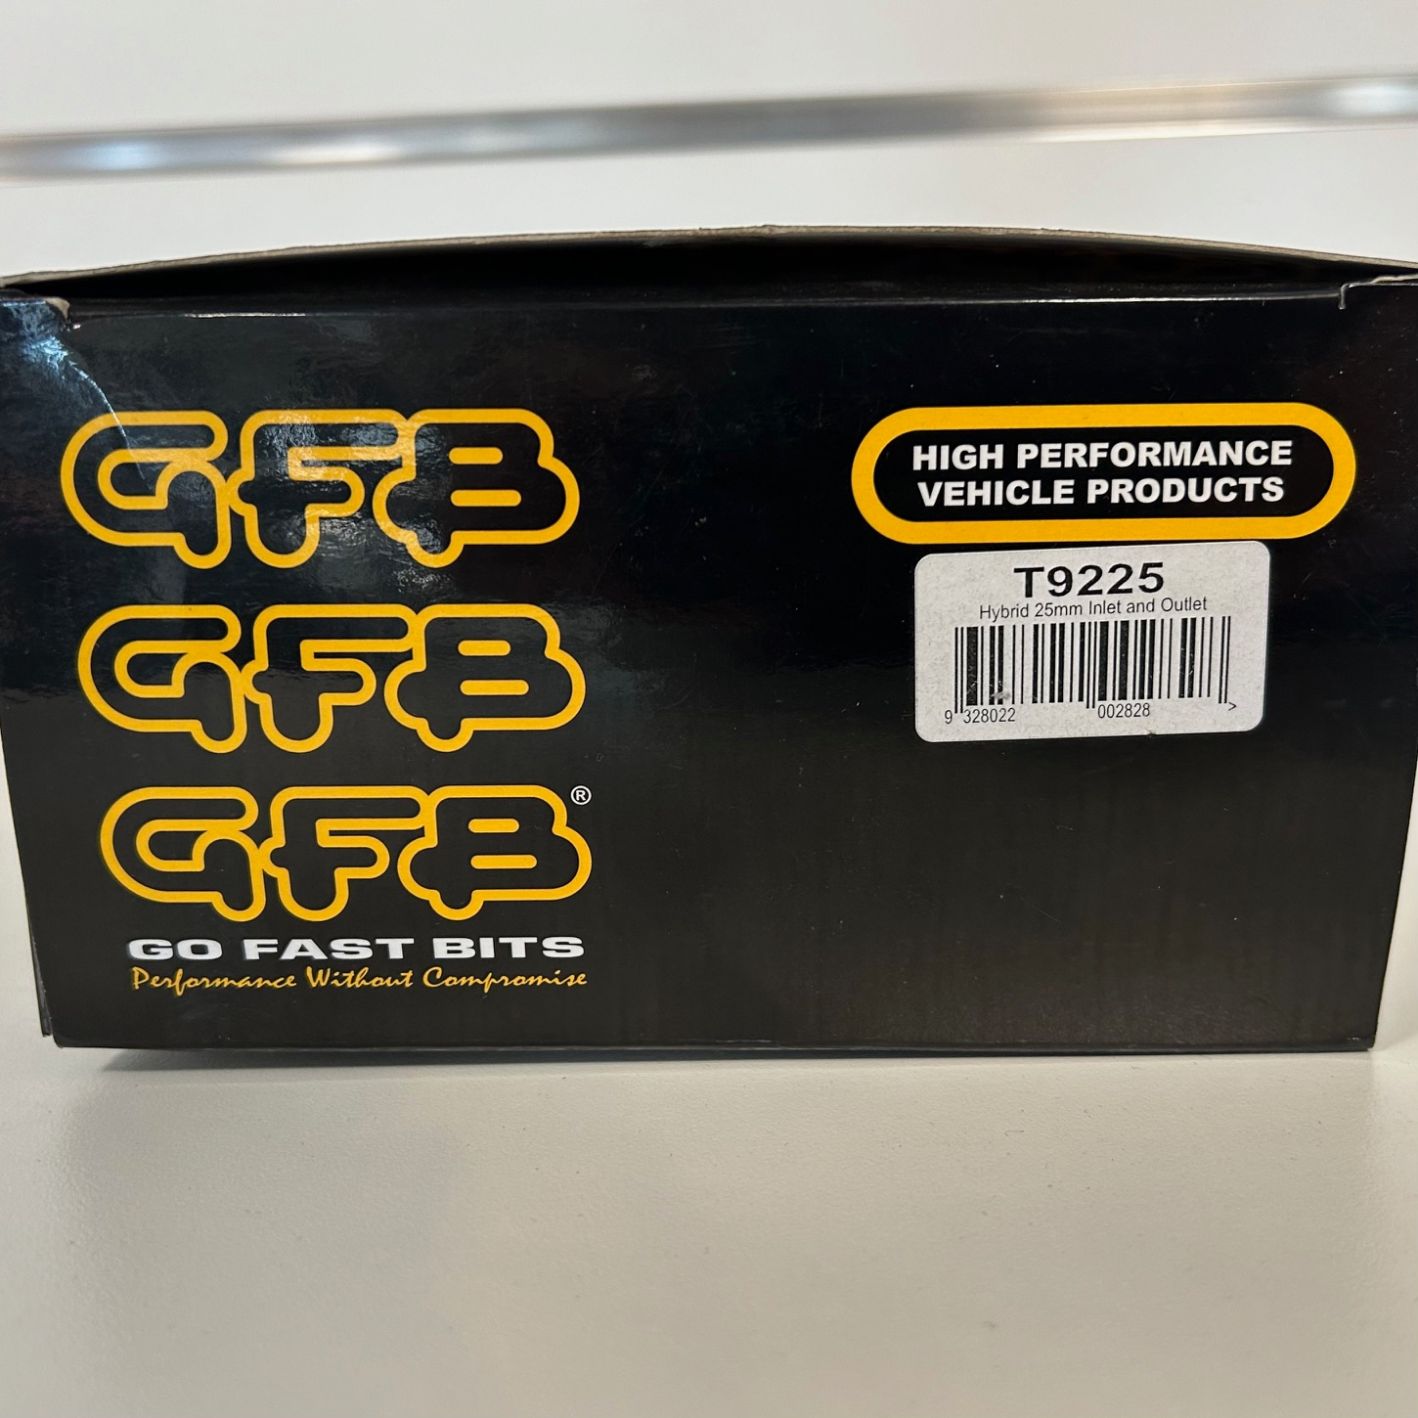 GFB
GFB
GFB®
GO FAST BITS
Performance Without Compromise
HIGH PERFORMANCE
VEHICLE PRODUCTS
T9225
Hybrid 25mm Inlet and Outlet
9 328022 002828 >